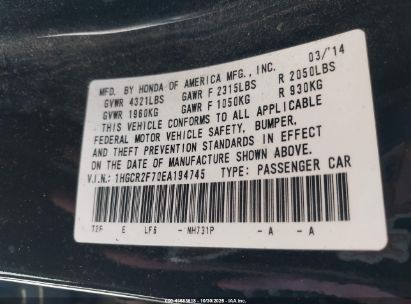 MFD. BY HONDA OF AMERICA MFG., INC. 03/'14
GVWR 4321LBS GAWR F 2315LBS R 2050LBS
GVWR 1960KG GAWR F 1050KG R 930KG
THIS VEHICLE CONFORMS TO ALL APPLICABLE
FEDERAL MOTOR VEHICLE SAFETY, BUMPER,
AND THEFT PREVENTION STANDARDS IN EFFECT
ON THE DATE OF MANUFACTURE SHOWN ABOVE.
V.I.N.: 1HGCR2F70EA194745 TYPE: PASSENGER CAR
T2F E LF6 -NH731P -A -A